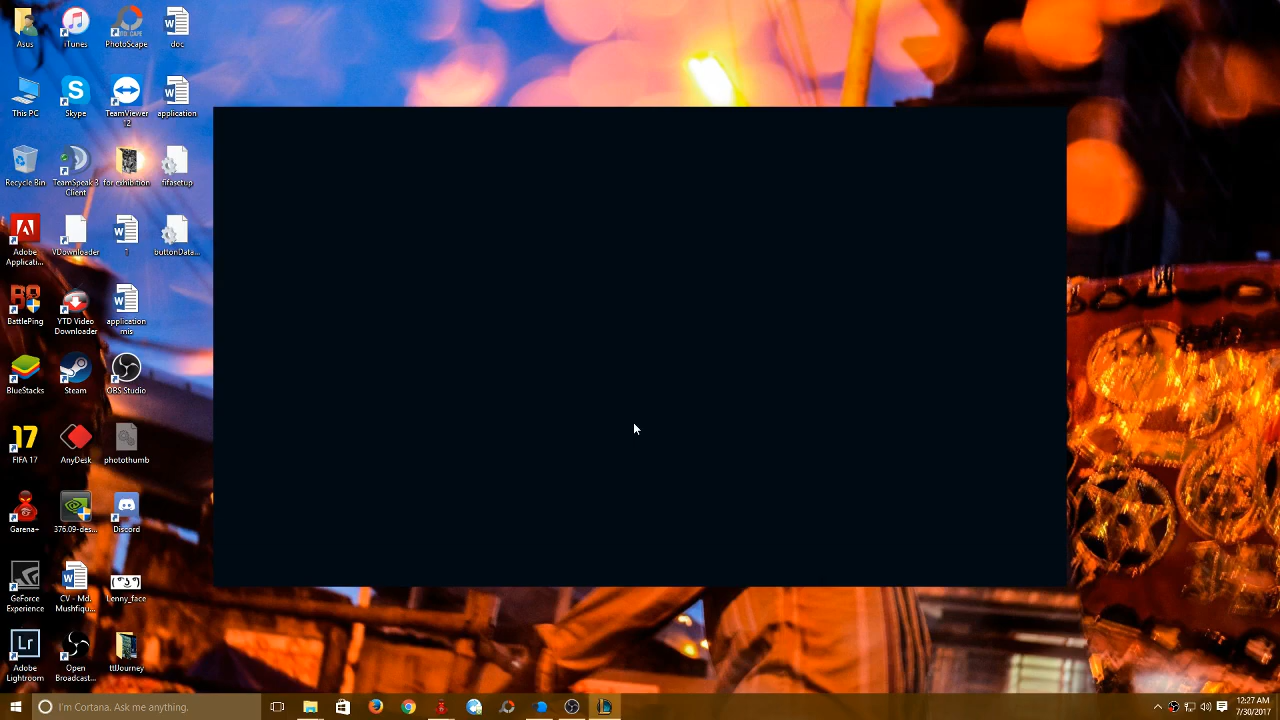 Asus
iTunes
PhotoScape
doc
This PC
Skype
TeamViewer
12
application
Recycle Bin
TeamSpeak 3
Client
for exhibition
fifasetup
Adobe
Applicati...
VDownloader
1
buttonData...
BattlePing
YTD Video
Downloader
application
mis
BlueStacks
Steam
OBS Studio
17
FIFA 17
AnyDesk
photothumb
Garena+
376.09-des...
Discord
GeForce
Experience
CV - Md.
Mushfiqu...
Lenny_face
Lr
Adobe
Lightroom
Open
Broadcast...
tttJourney
I'm Cortana. Ask me anything.
12:27 AM
7/30/2017